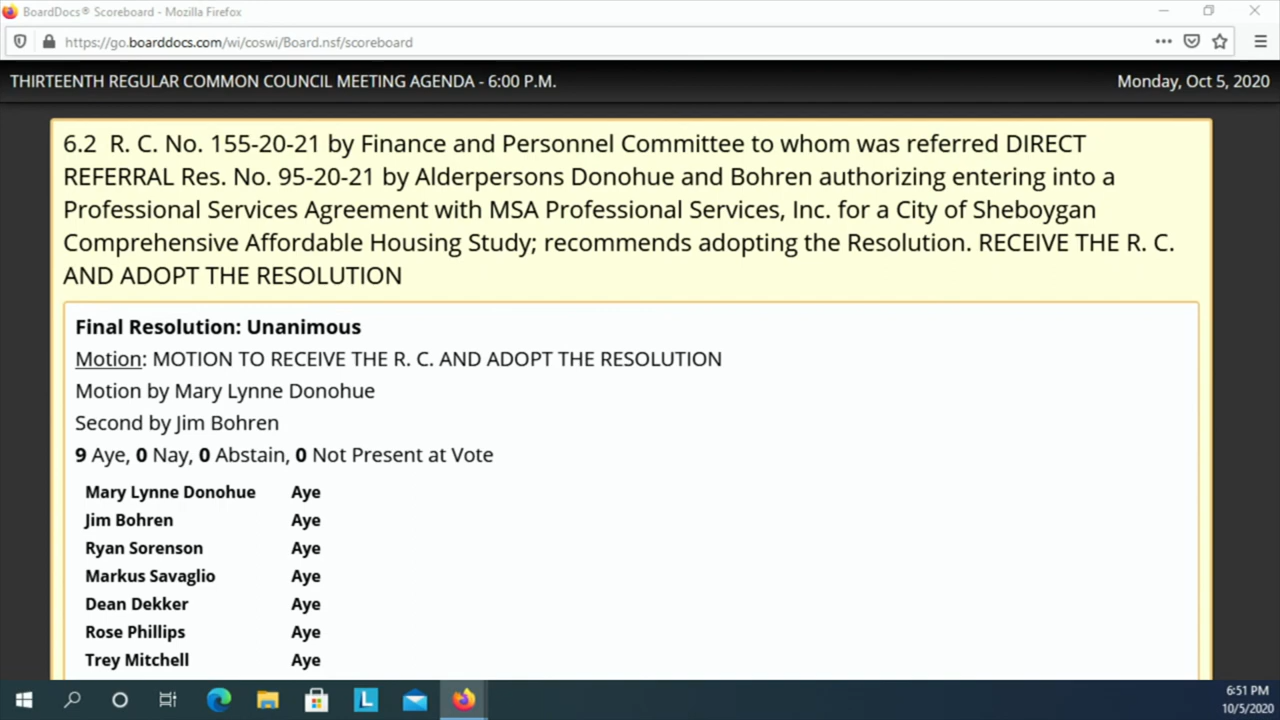 BoardDocs® Scoreboard - Mozilla Firefox
https://go.boarddocs.com/wi/coswi/Board.nsf/scoreboard
THIRTEENTH REGULAR COMMON COUNCIL MEETING AGENDA - 6:00 P.M. Monday, Oct 5, 2020
6.2 R. C. No. 155-20-21 by Finance and Personnel Committee to whom was referred DIRECT
REFERRAL Res. No. 95-20-21 by Alderpersons Donohue and Bohren authorizing entering into a
Professional Services Agreement with MSA Professional Services, Inc. for a City of Sheboygan
Comprehensive Affordable Housing Study; recommends adopting the Resolution. RECEIVE THE R. C.
AND ADOPT THE RESOLUTION
Final Resolution: Unanimous
Motion: MOTION TO RECEIVE THE R. C. AND ADOPT THE RESOLUTION
Motion by Mary Lynne Donohue
Second by Jim Bohren
9 Aye, 0 Nay, 0 Abstain, 0 Not Present at Vote
Mary Lynne Donohue Aye
Jim Bohren Aye
Ryan Sorenson Aye
Markus Savaglio Aye
Dean Dekker Aye
Rose Phillips Aye
Trey Mitchell Aye
L
6:51 PM
10/5/2020